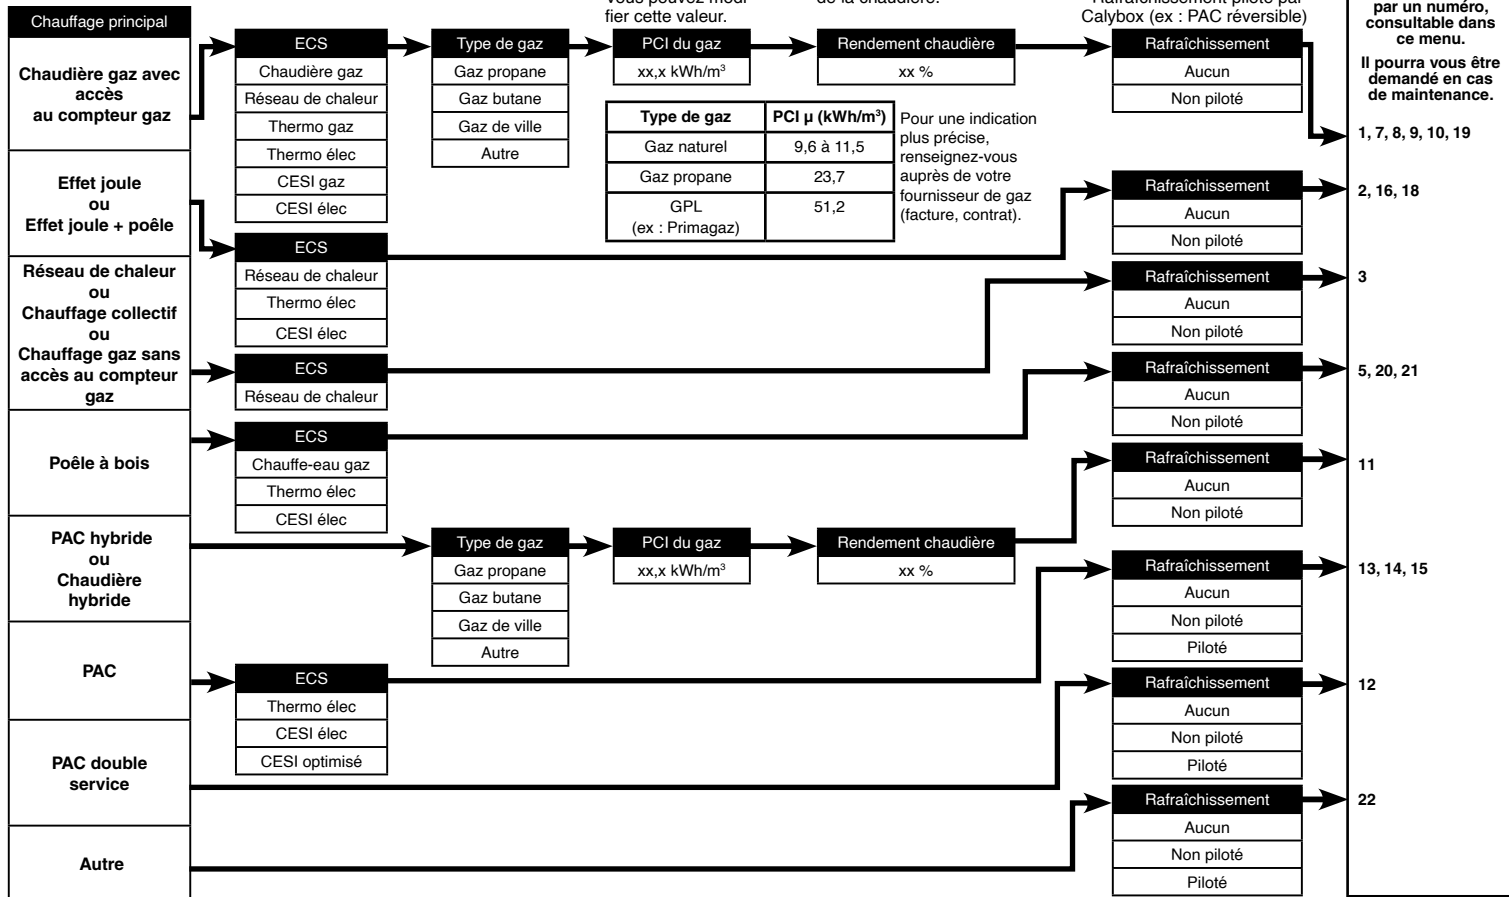 Vous pouvez modi-
fier cette valeur.
de la chaudière.
Rafraîchissement piloté par
Calybox (ex : PAC réversible)
par un numéro,
consultable dans
ce menu.
Il pourra vous être
demandé en cas
de maintenance.
Chauffage principal
Chaudière gaz avec
accès
au compteur gaz
ECS
Chaudière gaz
Réseau de chaleur
Thermo gaz
Thermo élec
CESI gaz
CESI élec
Type de gaz
Gaz propane
Gaz butane
Gaz de ville
Autre
PCI du gaz
xx,x kWh/m³
Rendement chaudière
xx %
Rafraîchissement
Aucun
Non piloté
1, 7, 8, 9, 10, 19
Type de gaz PCI µ (kWh/m³)
Gaz naturel 9,6 à 11,5
Gaz propane 23,7
GPL 51,2
(ex : Primagaz)
Pour une indication
plus précise,
renseignez-vous
auprès de votre
fournisseur de gaz
(facture, contrat).
Effet joule
ou
Effet joule + poêle
ECS
Réseau de chaleur
Thermo élec
CESI élec
Rafraîchissement
Aucun
Non piloté
2, 16, 18
Réseau de chaleur
ou
Chauffage collectif
ou
Chauffage gaz sans
accès au compteur
gaz
ECS
Réseau de chaleur
Rafraîchissement
Aucun
Non piloté
3
Poêle à bois
ECS
Chauffe-eau gaz
Thermo élec
CESI élec
Rafraîchissement
Aucun
Non piloté
5, 20, 21
PAC hybride
ou
Chaudière
hybride
Type de gaz
Gaz propane
Gaz butane
Gaz de ville
Autre
PCI du gaz
xx,x kWh/m³
Rendement chaudière
xx %
Rafraîchissement
Aucun
Non piloté
11
PAC
ECS
Thermo élec
CESI élec
CESI optimisé
Rafraîchissement
Aucun
Non piloté
Piloté
13, 14, 15
PAC double
service
Rafraîchissement
Aucun
Non piloté
Piloté
12
Autre
Rafraîchissement
Aucun
Non piloté
Piloté
22